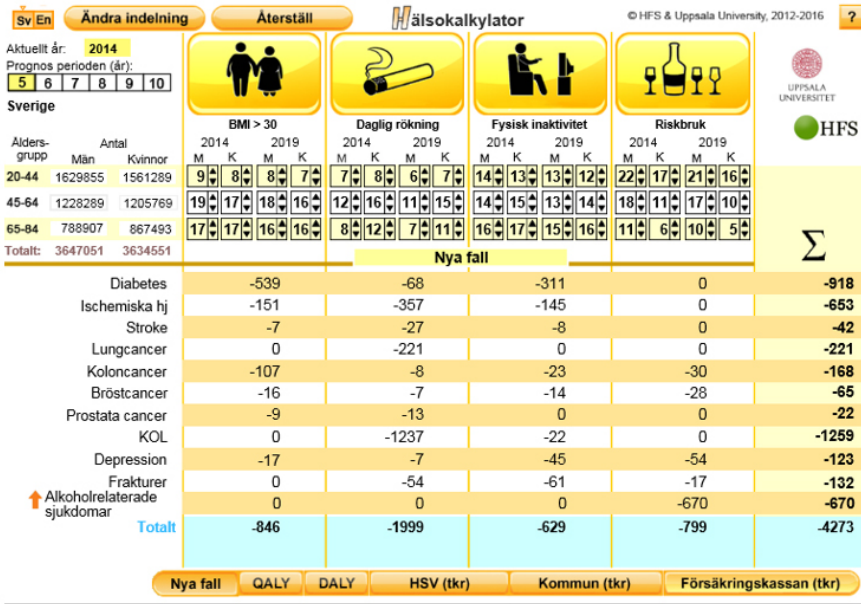 Sv En Ändra indelning Återställ Hälsokalkylator © HFS & Uppsala University, 2012-2016 ?
Aktuellt år: 2014
Prognos perioden (år):
5 6 7 8 9 10
Sverige
UPPSALA
UNIVERSITET
HFS
BMI > 30 Daglig rökning Fysisk inaktivitet Riskbruk
Ålders- Antal 2014 2019 2014 2019 2014 2019 2014 2019
grupp Män Kvinnor M K M K M K M K M K M K M K M K
20-44 1629855 1561289 9 8 8 7 7 8 6 7 14 13 13 12 22 17 21 16
45-64 1228289 1205769 19 17 18 16 12 16 11 15 14 15 13 14 18 11 17 10
65-84 788907 867493 17 17 16 16 8 12 7 11 16 17 15 16 11 6 10 5
Totalt: 3647051 3634551 Σ
Nya fall
Diabetes -539 -68 -311 0 -918
Ischemiska hj -151 -357 -145 0 -653
Stroke -7 -27 -8 0 -42
Lungcancer 0 -221 0 0 -221
Koloncancer -107 -8 -23 -30 -168
Bröstcancer -16 -7 -14 -28 -65
Prostata cancer -9 -13 0 0 -22
KOL 0 -1237 -22 0 -1259
Depression -17 -7 -45 -54 -123
Frakturer 0 -54 -61 -17 -132
Alkoholrelaterade
sjukdomar 0 0 0 -670 -670
Totalt -846 -1999 -629 -799 -4273
Nya fall QALY DALY HSV (tkr) Kommun (tkr) Försäkringskassan (tkr)